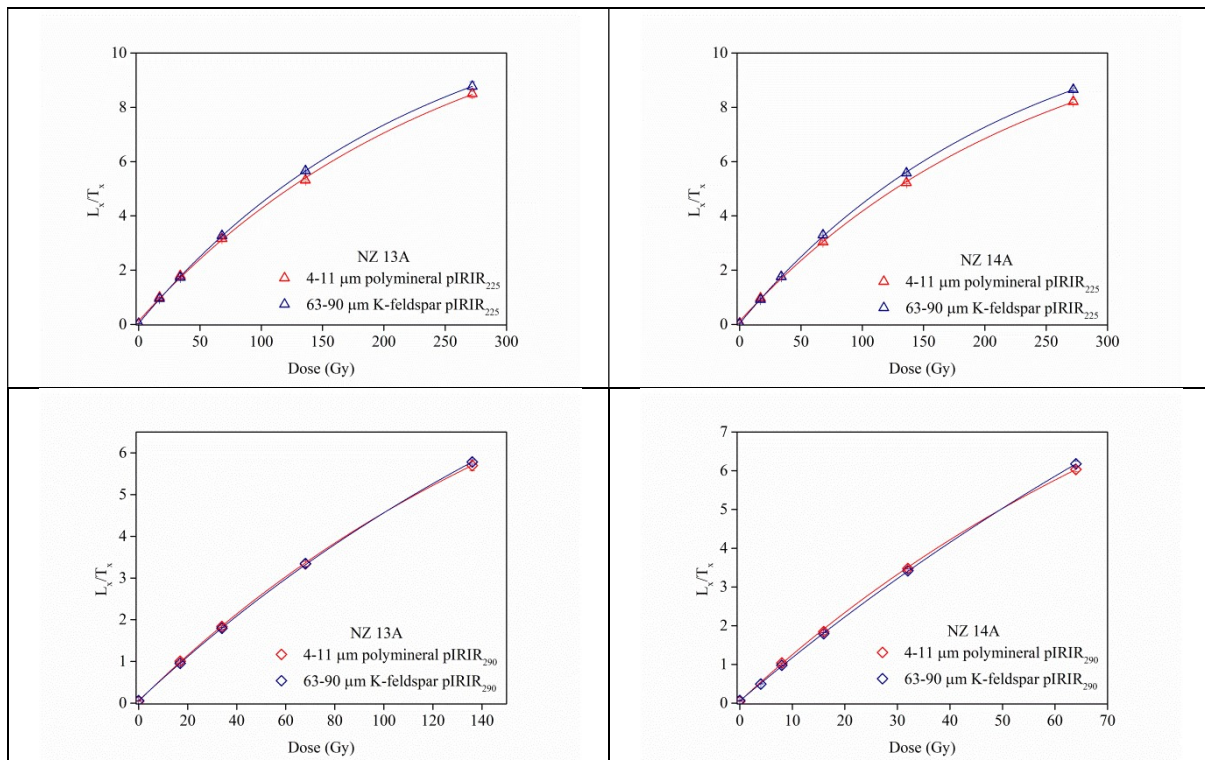 10
8
6
4
2
0
Lx/Tx
NZ 13A
4-11 μm polymineral pIRIR225
63-90 μm K-feldspar pIRIR225
0 50 100 150 200 250 300
Dose (Gy)
10
8
6
4
2
0
Lx/Tx
NZ 14A
4-11 μm polymineral pIRIR225
63-90 μm K-feldspar pIRIR225
0 50 100 150 200 250 300
Dose (Gy)
6
5
4
3
2
1
0
Lx/Tx
NZ 13A
4-11 μm polymineral pIRIR290
63-90 μm K-feldspar pIRIR290
0 20 40 60 80 100 120 140
Dose (Gy)
7
6
5
4
3
2
1
0
Lx/Tx
NZ 14A
4-11 μm polymineral pIRIR290
63-90 μm K-feldspar pIRIR290
0 10 20 30 40 50 60 70
Dose (Gy)